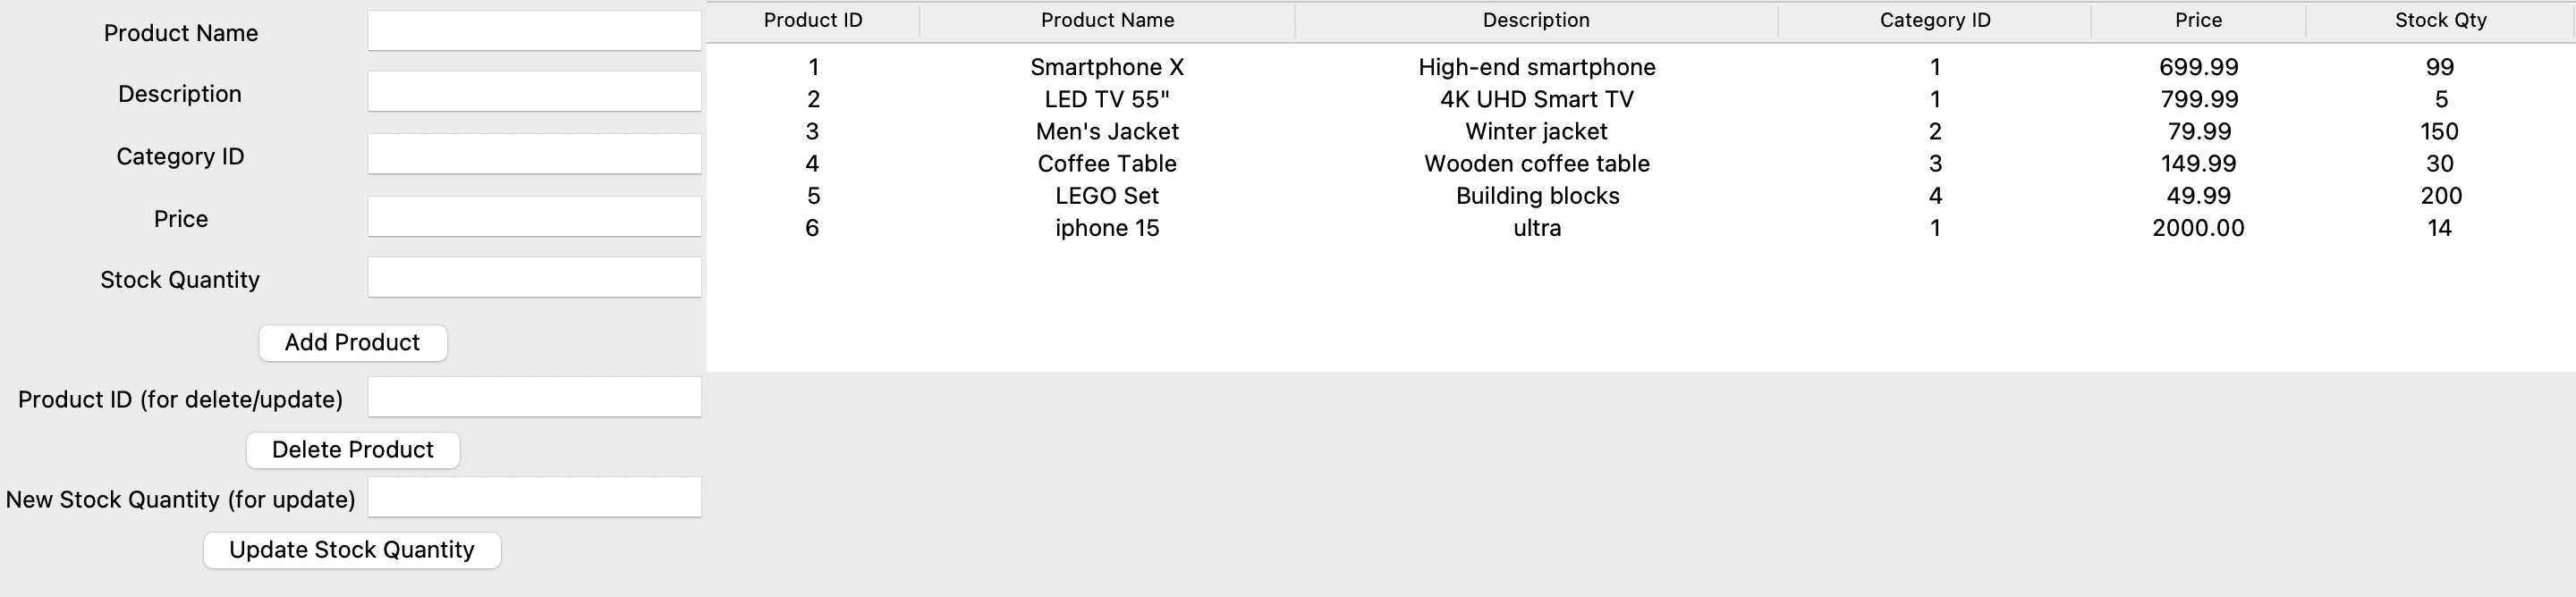 Product Name
Description
Category ID
Price
Stock Quantity
Add Product
Product ID (for delete/update)
Delete Product
New Stock Quantity (for update)
Update Stock Quantity
Product ID Product Name Description Category ID Price Stock Qty
1 Smartphone X High-end smartphone 1 699.99 99
2 LED TV 55" 4K UHD Smart TV 1 799.99 5
3 Men's Jacket Winter jacket 2 79.99 150
4 Coffee Table Wooden coffee table 3 149.99 30
5 LEGO Set Building blocks 4 49.99 200
6 iphone 15 ultra 1 2000.00 14